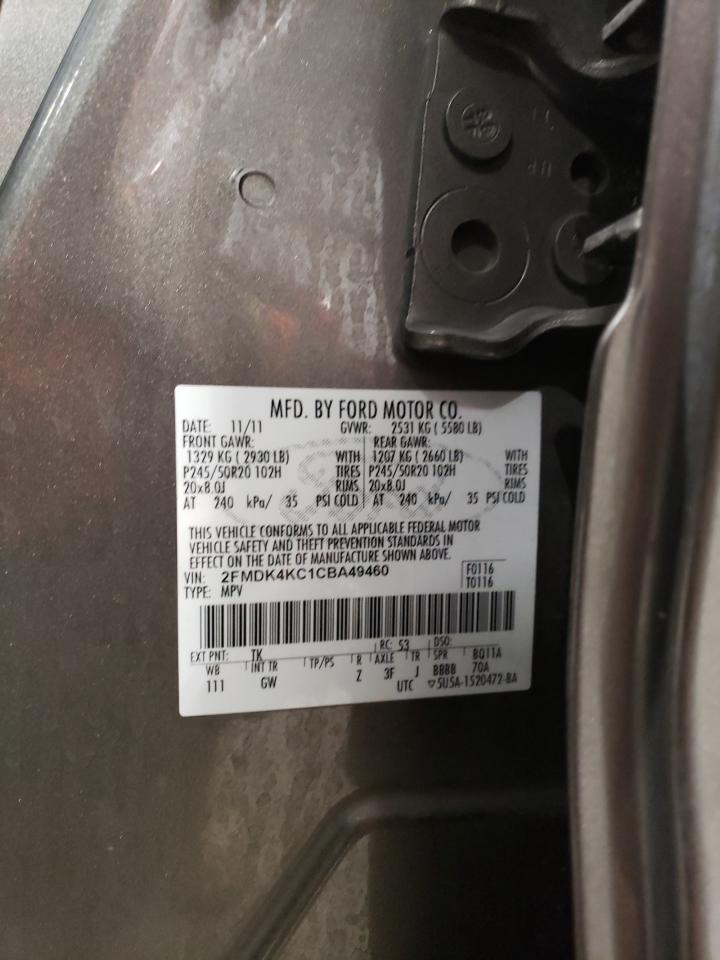 MFD. BY FORD MOTOR CO.
DATE: 11/11 GVWR: 2531 KG ( 5580 LB)
FRONT GAWR: REAR GAWR:
1329 KG ( 2930 LB) WITH 1207 KG ( 2660 LB) WITH
P245/50R20 102H TIRES P245/50R20 102H TIRES
20x8.0J RIMS 20x8.0J RIMS
AT 240 kPa/ 35 PSI COLD AT 240 kPa/ 35 PSI COLD
THIS VEHICLE CONFORMS TO ALL APPLICABLE FEDERAL MOTOR
VEHICLE SAFETY AND THEFT PREVENTION STANDARDS IN
EFFECT ON THE DATE OF MANUFACTURE SHOWN ABOVE.
VIN: 2FMDK4KC1CBA49460 F0116
TYPE: MPV T0116
EXT PNT: TK RC: 53 DSO:
WB INT TR TP/PS R AXLE TR SPR BQ11A
111 GW Z 3F J BBBB 70A
UTC ▽5U5A-1520472-BA